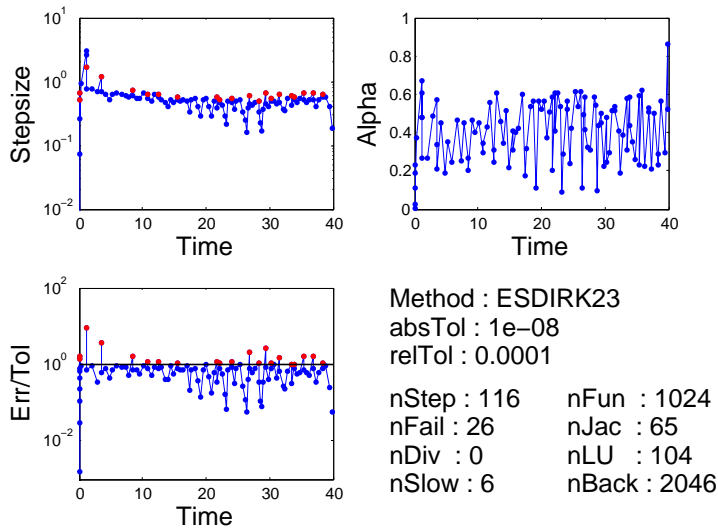 10^1
10^0
10^−1
10^−2
Stepsize
0 10 20 30 40
Time
1
0.8
0.6
0.4
0.2
0
Alpha
0 10 20 30 40
Time
10^2
10^0
10^−2
Err/Tol
0 10 20 30 40
Time
Method : ESDIRK23
absTol : 1e−08
relTol : 0.0001
nStep : 116 nFun : 1024
nFail : 26 nJac : 65
nDiv : 0 nLU : 104
nSlow : 6 nBack : 2046